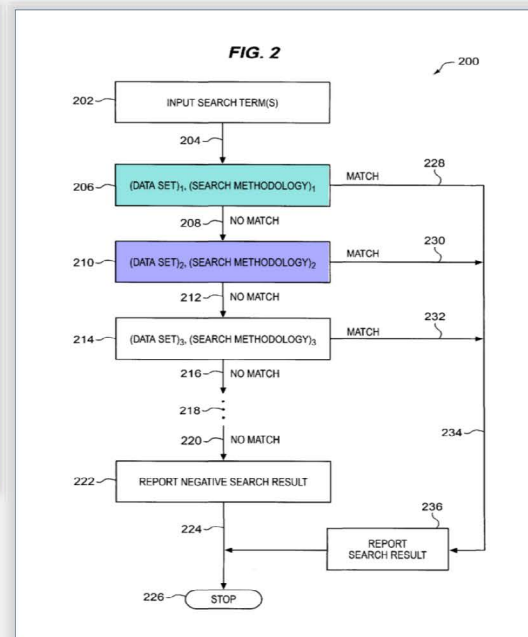 FIG. 2
200
202
INPUT SEARCH TERM(S)
204
206
(DATA SET)₁, (SEARCH METHODOLOGY)₁
MATCH
228
208
NO MATCH
210
(DATA SET)₂, (SEARCH METHODOLOGY)₂
MATCH
230
212
NO MATCH
214
(DATA SET)₃, (SEARCH METHODOLOGY)₃
MATCH
232
216
NO MATCH
218
220
NO MATCH
234
222
REPORT NEGATIVE SEARCH RESULT
224
236
REPORT
SEARCH RESULT
226
STOP